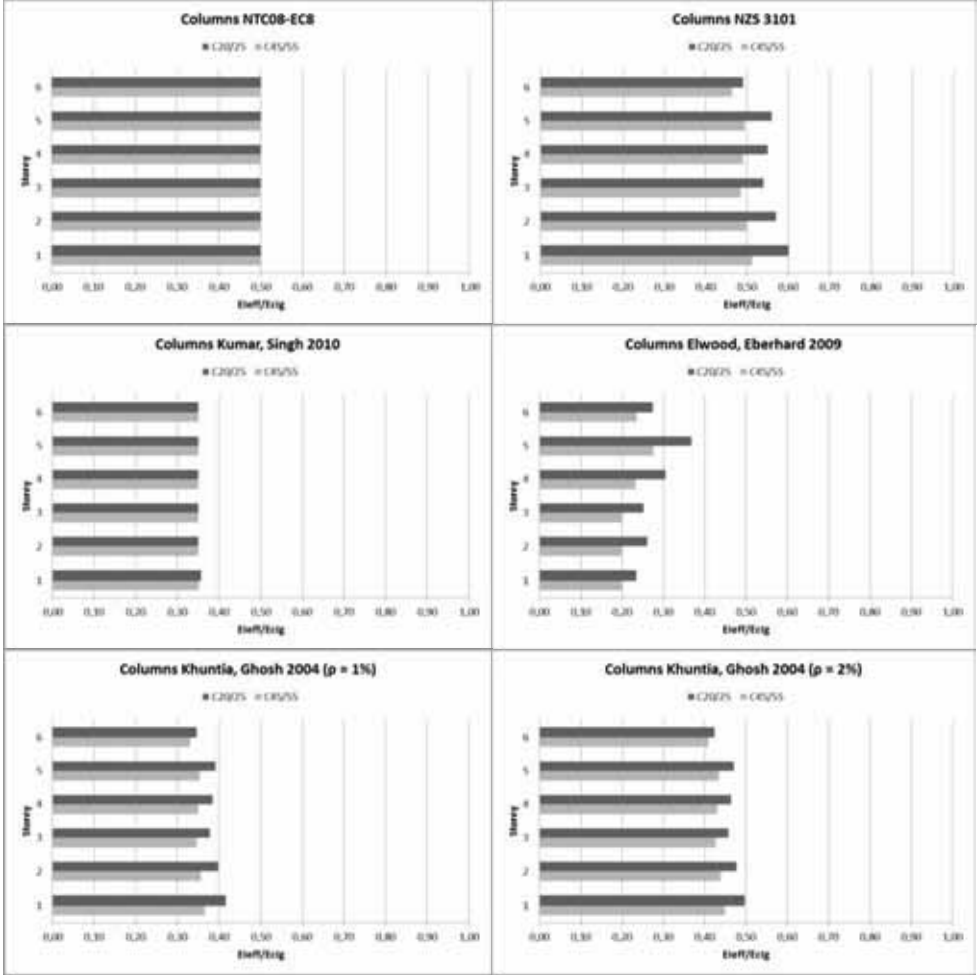 Columns NTC08-EC8
C20/25 C45/55
Storey
6
5
4
3
2
1
0,00 0,10 0,20 0,30 0,40 0,50 0,60 0,70 0,80 0,90 1,00
EIeff/EcIg
Columns NZS 3101
C20/25 C45/55
Storey
6
5
4
3
2
1
0,00 0,10 0,20 0,30 0,40 0,50 0,60 0,70 0,80 0,90 1,00
EIeff/EcIg
Columns Kumar, Singh 2010
C20/25 C45/55
Storey
6
5
4
3
2
1
0,00 0,10 0,20 0,30 0,40 0,50 0,60 0,70 0,80 0,90 1,00
EIeff/EcIg
Columns Elwood, Eberhard 2009
C20/25 C45/55
Storey
6
5
4
3
2
1
0,00 0,10 0,20 0,30 0,40 0,50 0,60 0,70 0,80 0,90 1,00
EIeff/EcIg
Columns Khuntia, Ghosh 2004 (ρ = 1%)
C20/25 C45/55
Storey
6
5
4
3
2
1
0,00 0,10 0,20 0,30 0,40 0,50 0,60 0,70 0,80 0,90 1,00
EIeff/EcIg
Columns Khuntia, Ghosh 2004 (ρ = 2%)
C20/25 C45/55
Storey
6
5
4
3
2
1
0,00 0,10 0,20 0,30 0,40 0,50 0,60 0,70 0,80 0,90 1,00
EIeff/EcIg